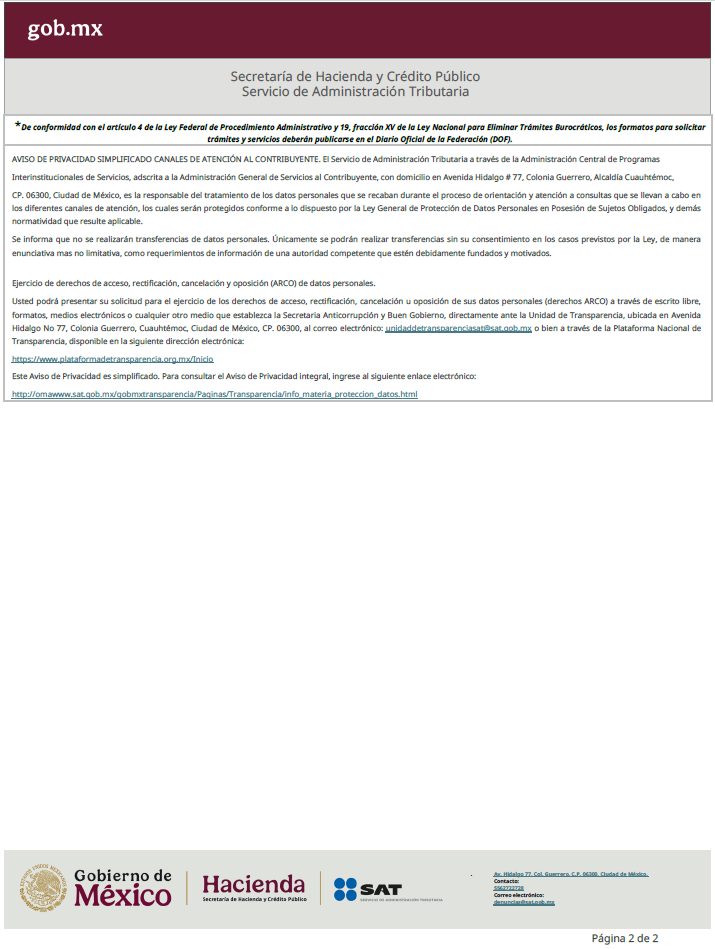 gob.mx
Secretaría de Hacienda y Crédito Público
Servicio de Administración Tributaria
*De conformidad con el artículo 4 de la Ley Federal de Procedimiento Administrativo y 19, fracción XV de la Ley Nacional para Eliminar Trámites Burocráticos, los formatos para solicitar
trámites y servicios deberán publicarse en el Diario Oficial de la Federación (DOF).
AVISO DE PRIVACIDAD SIMPLIFICADO CANALES DE ATENCIÓN AL CONTRIBUYENTE. El Servicio de Administración Tributaria a través de la Administración Central de Programas
Interinstitucionales de Servicios, adscrita a la Administración General de Servicios al Contribuyente, con domicilio en Avenida Hidalgo # 77, Colonia Guerrero, Alcaldía Cuauhtémoc,
CP. 06300, Ciudad de México, es la responsable del tratamiento de los datos personales que se recaban durante el proceso de orientación y atención a consultas que se llevan a cabo en
los diferentes canales de atención, los cuales serán protegidos conforme a lo dispuesto por la Ley General de Protección de Datos Personales en Posesión de Sujetos Obligados, y demás
normatividad que resulte aplicable.
Se informa que no se realizarán transferencias de datos personales. Únicamente se podrán realizar transferencias sin su consentimiento en los casos previstos por la Ley, de manera
enunciativa mas no limitativa, como requerimientos de información de una autoridad competente que estén debidamente fundados y motivados.
Ejercicio de derechos de acceso, rectificación, cancelación y oposición (ARCO) de datos personales.
Usted podrá presentar su solicitud para el ejercicio de los derechos de acceso, rectificación, cancelación u oposición de sus datos personales (derechos ARCO) a través de escrito libre,
formatos, medios electrónicos o cualquier otro medio que establezca la Secretaria Anticorrupción y Buen Gobierno, directamente ante la Unidad de Transparencia, ubicada en Avenida
Hidalgo No 77, Colonia Guerrero, Cuauhtémoc, Ciudad de México, CP. 06300, al correo electrónico: unidaddetransparenciasat@sat.gob.mx o bien a través de la Plataforma Nacional de
Transparencia, disponible en la siguiente dirección electrónica:
https://www.plataformadetransparencia.org.mx/Inicio
Este Aviso de Privacidad es simplificado. Para consultar el Aviso de Privacidad integral, ingrese al siguiente enlace electrónico:
http://omawww.sat.gob.mx/gobmxtransparencia/Paginas/Transparencia/info_materia_proteccion_datos.html
Gobierno de
México
Hacienda
Secretaría de Hacienda y Crédito Público
SAT
SERVICIO DE ADMINISTRACIÓN TRIBUTARIA
Av. Hidalgo 77, Col. Guerrero, C.P. 06300, Ciudad de México.
Contacto:
5562722728
Correo electrónico:
denuncias@sat.gob.mx
Página 2 de 2